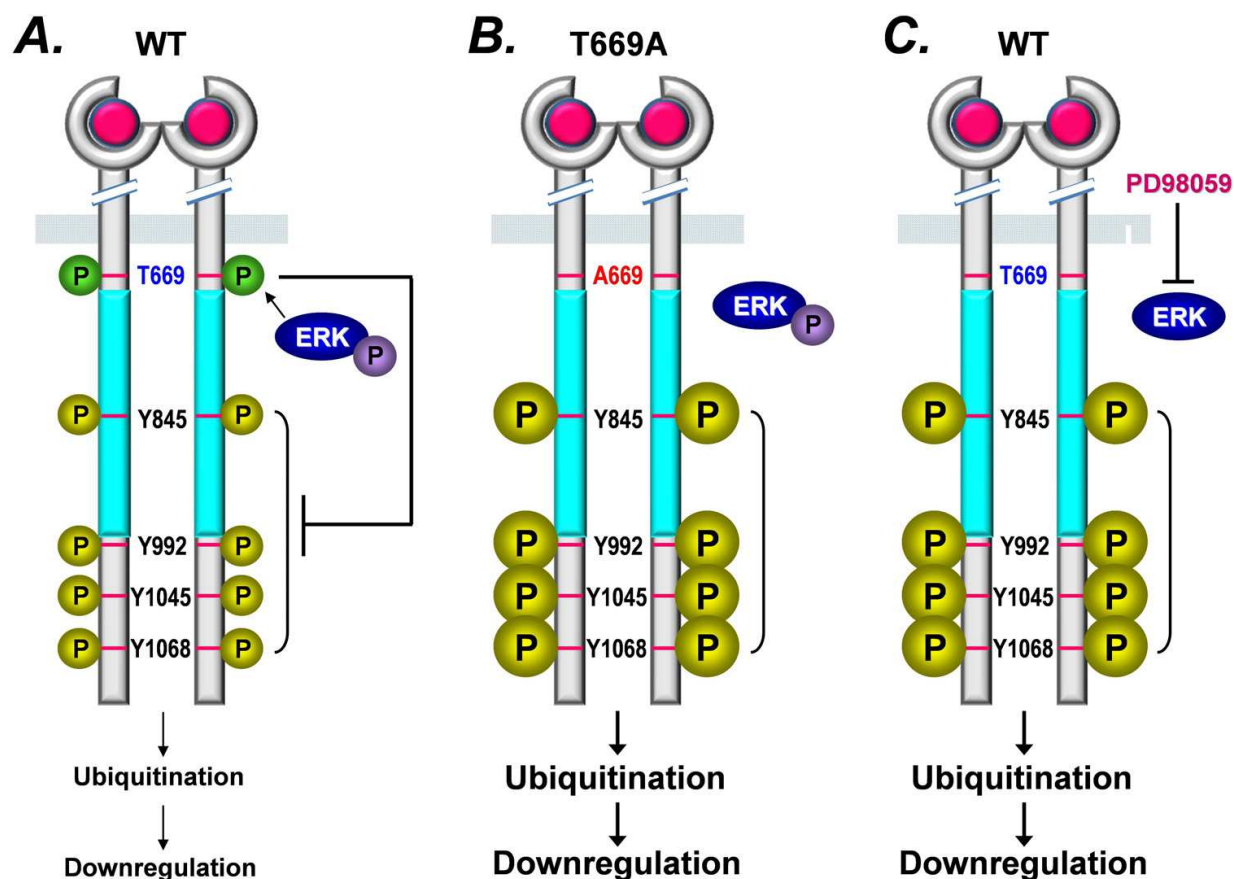 A. WT
P T669 P
ERK P
P Y845 P
P Y992 P
P Y1045 P
P Y1068 P
Ubiquitination
Downregulation
B. T669A
A669
ERK P
P Y845 P
P Y992 P
P Y1045 P
P Y1068 P
Ubiquitination
Downregulation
C. WT
PD98059
T669
ERK
P Y845 P
P Y992 P
P Y1045 P
P Y1068 P
Ubiquitination
Downregulation